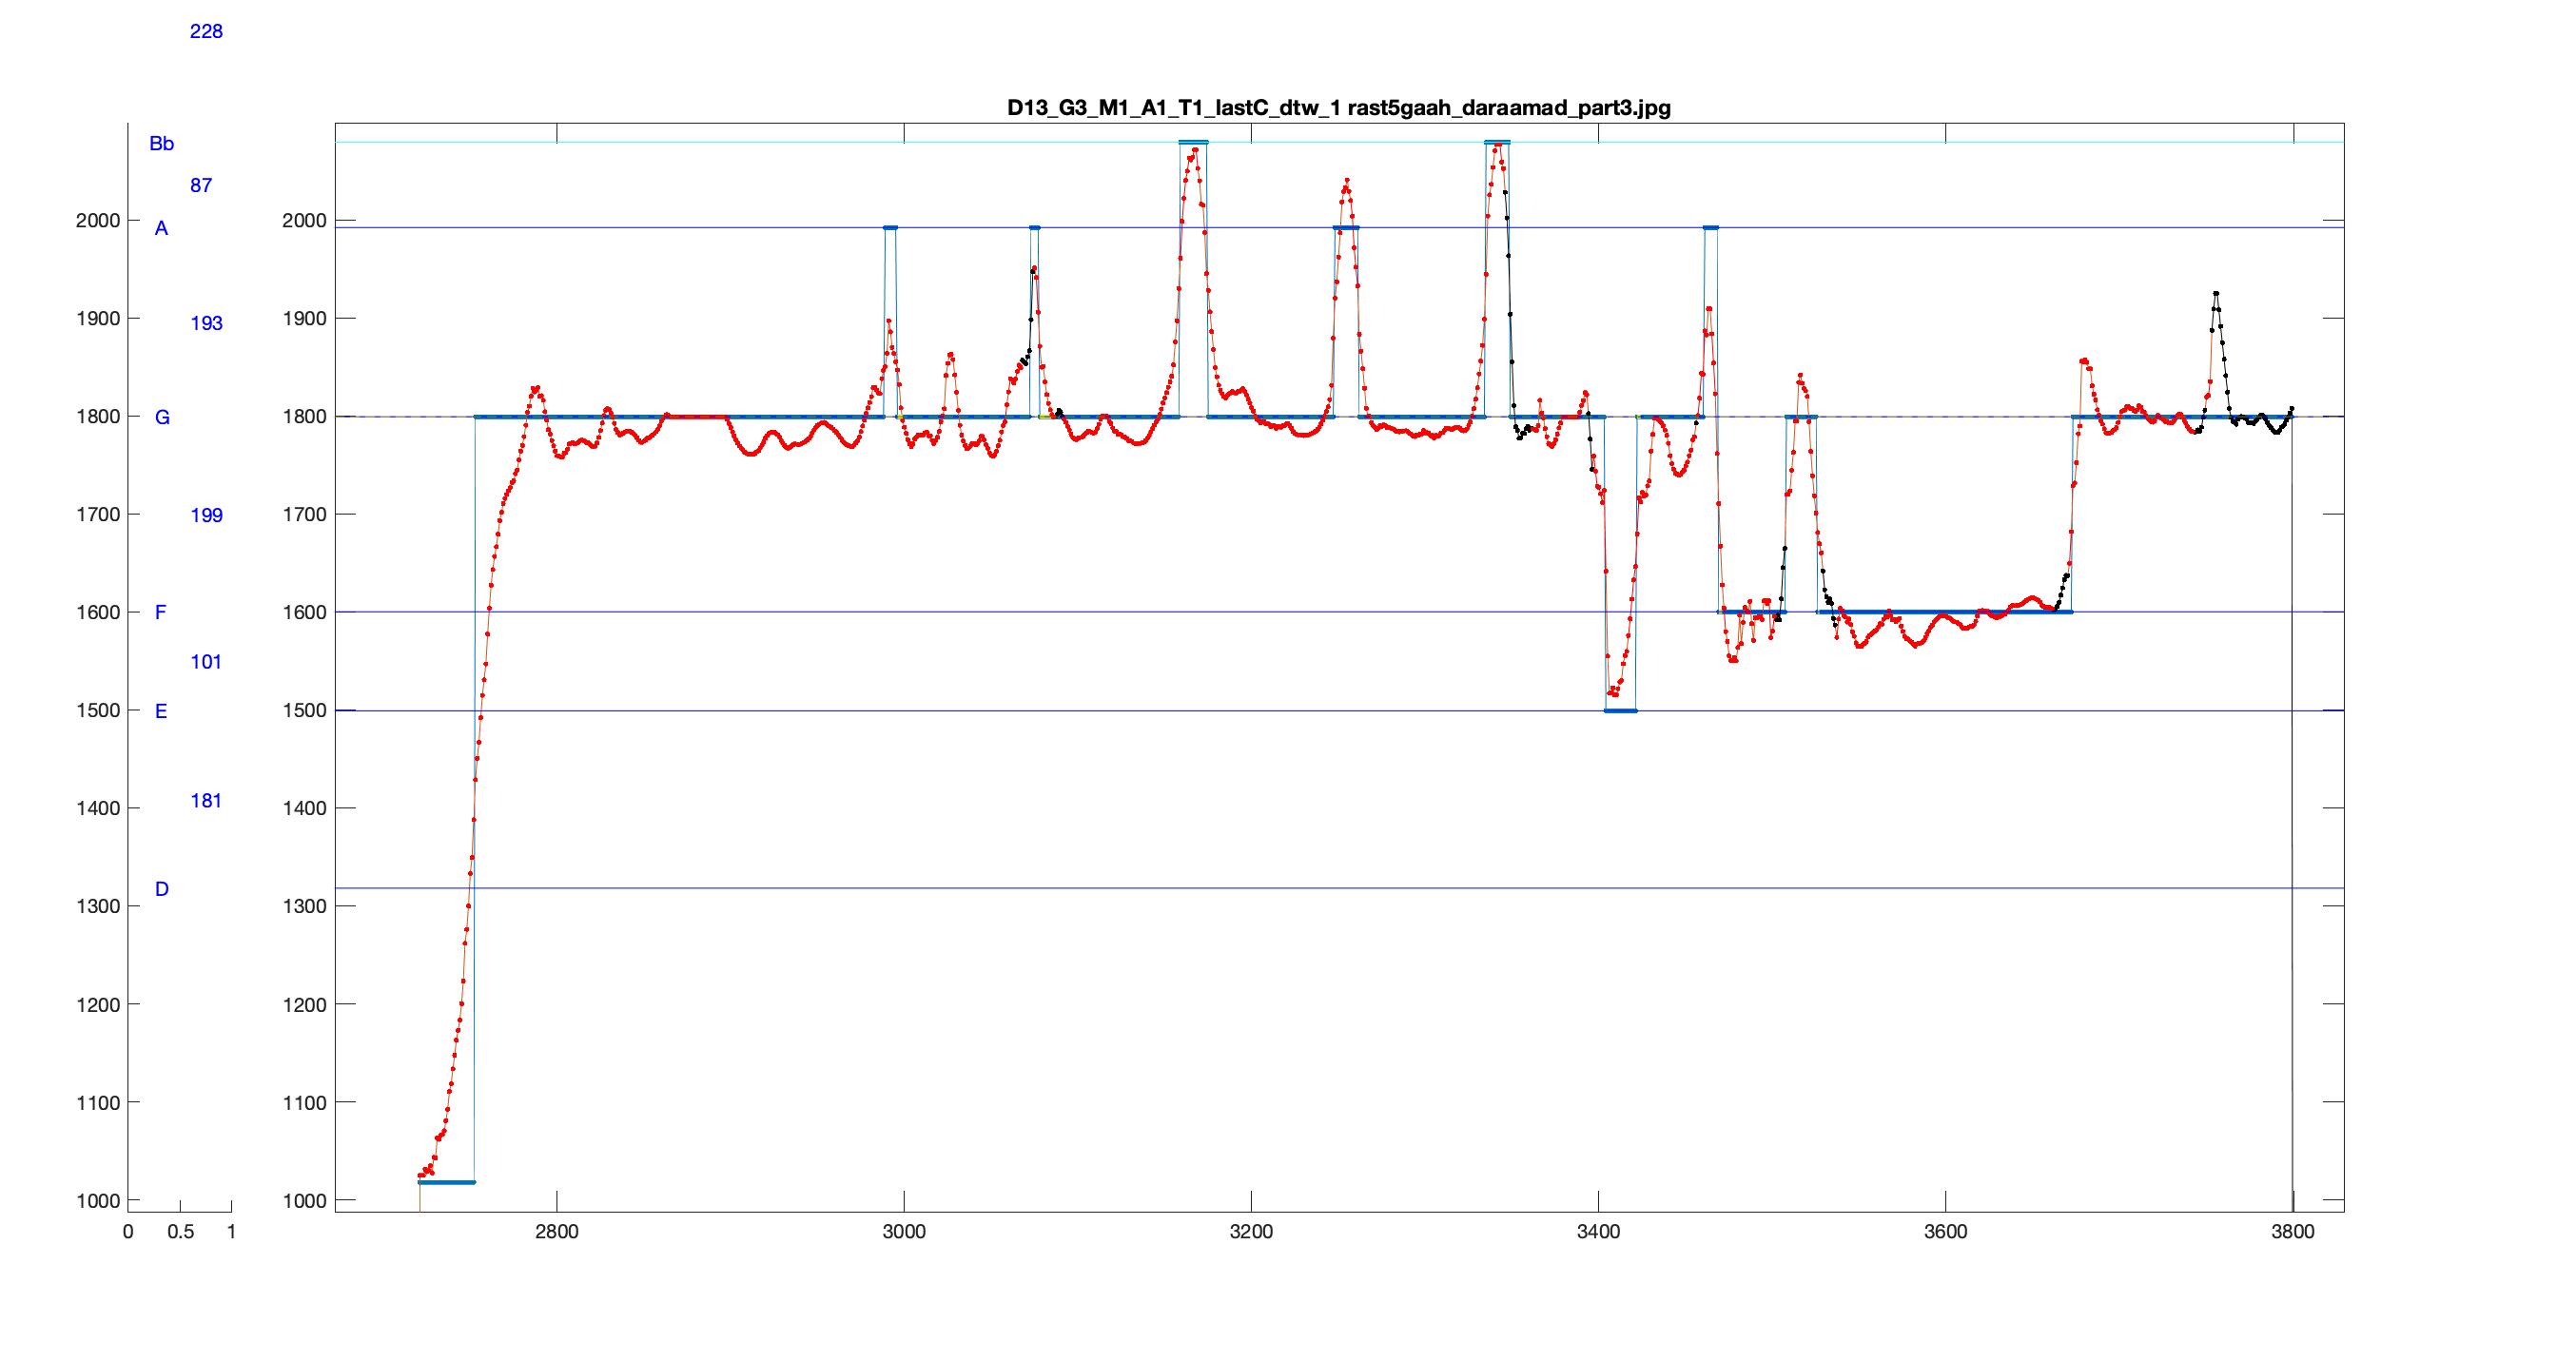 228
D13_G3_M1_A1_T1_lastC_dtw_1 rast5gaah_daraamad_part3.jpg
Bb
87
2000 A 2000
1900 193 1900
1800 G 1800
1700 199 1700
1600 F 1600
101
1500 E 1500
1400 181 1400
D
1300 1300
1200 1200
1100 1100
1000 1000
0 0.5 1 2800 3000 3200 3400 3600 3800